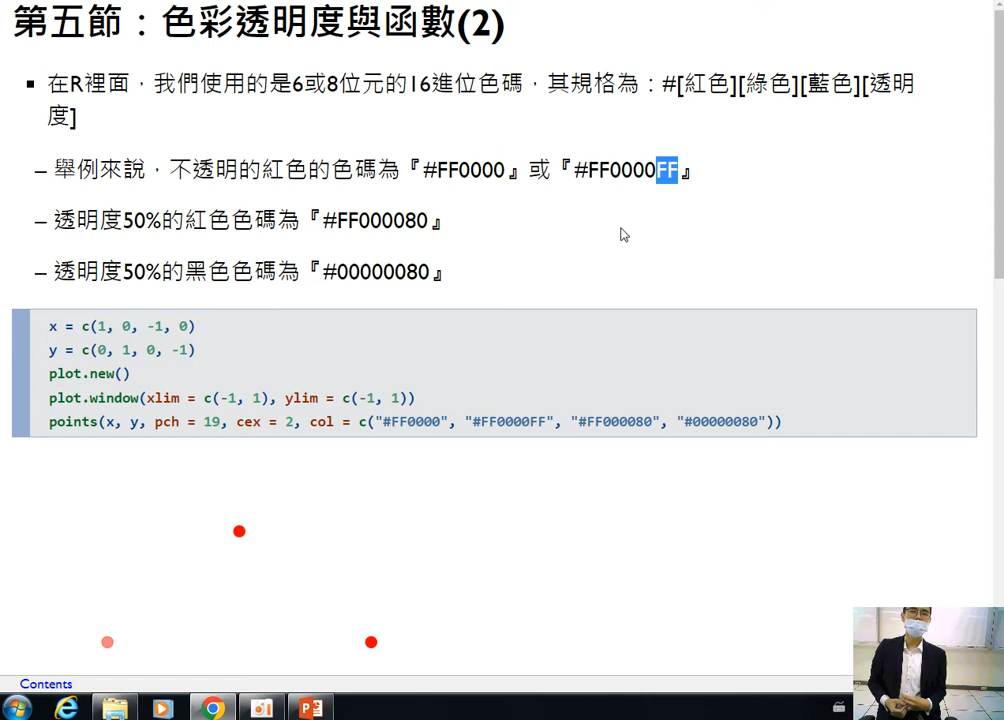 第五節：色彩透明度與函數(2)
在R裡面，我們使用的是6或8位元的16進位色碼，其規格為：#[紅色][綠色][藍色][透明
度]
– 舉例來說，不透明的紅色的色碼為『#FF0000』或『#FF0000FF』
– 透明度50%的紅色色碼為『#FF000080』
– 透明度50%的黑色色碼為『#00000080』
x = c(1, 0, -1, 0)
y = c(0, 1, 0, -1)
plot.new()
plot.window(xlim = c(-1, 1), ylim = c(-1, 1))
points(x, y, pch = 19, cex = 2, col = c("#FF0000", "#FF0000FF", "#FF000080", "#00000080"))
Contents